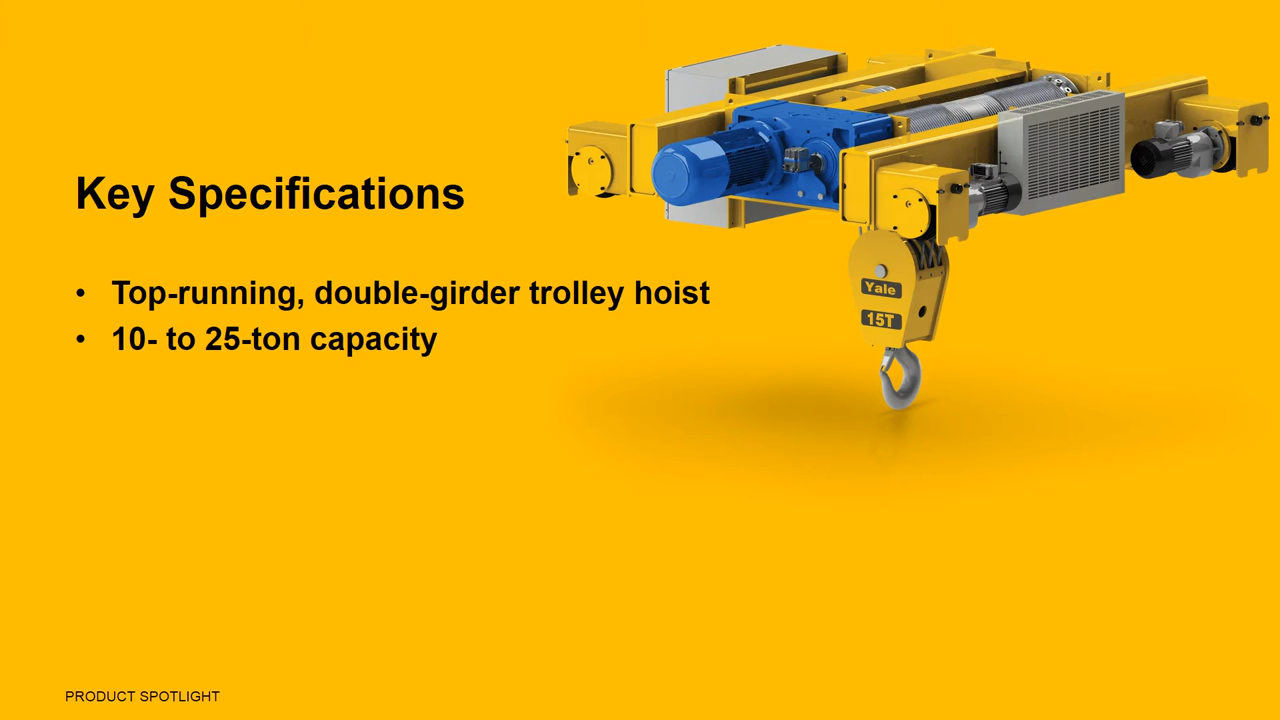 Key Specifications
• Top-running, double-girder trolley hoist
• 10- to 25-ton capacity
Yale
15T
PRODUCT SPOTLIGHT